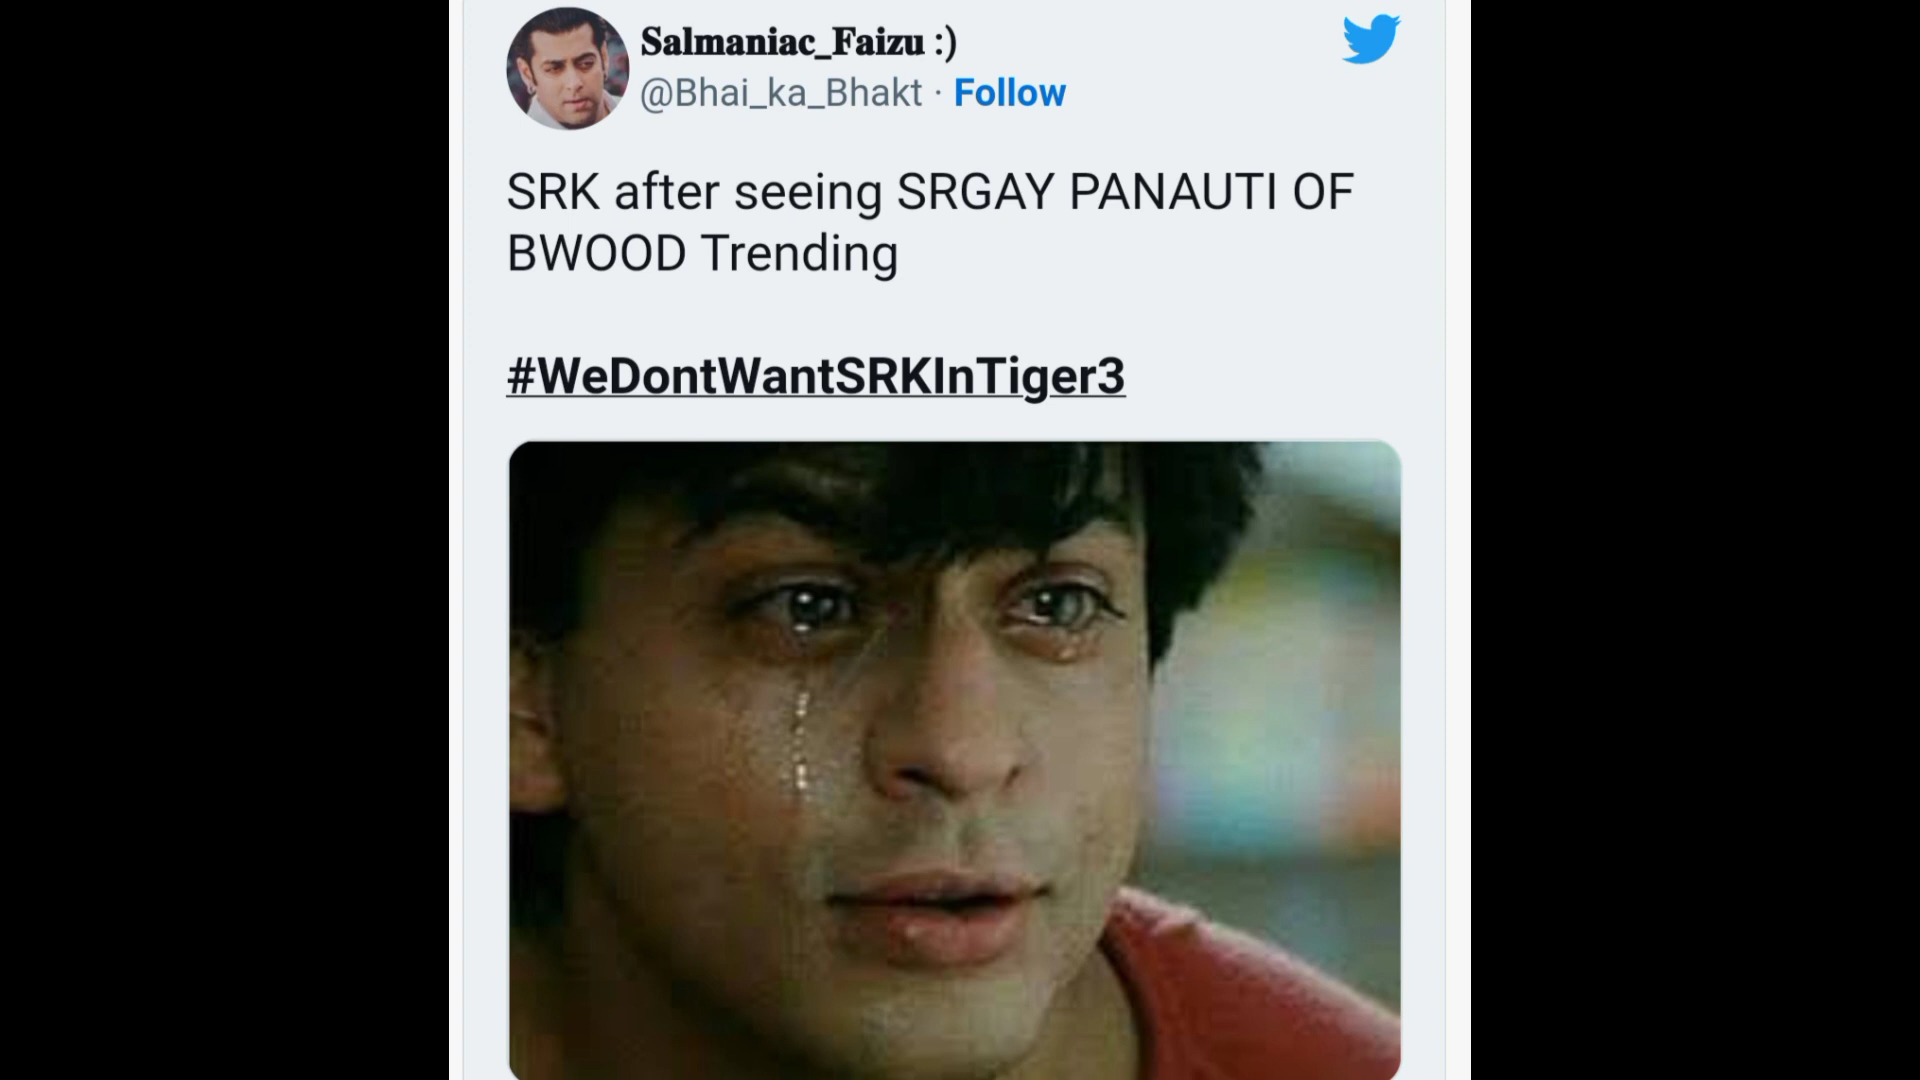 Salmaniac_Faizu :)
@Bhai_ka_Bhakt · Follow
SRK after seeing SRGAY PANAUTI OF
BWOOD Trending
#WeDontWantSRKInTiger3